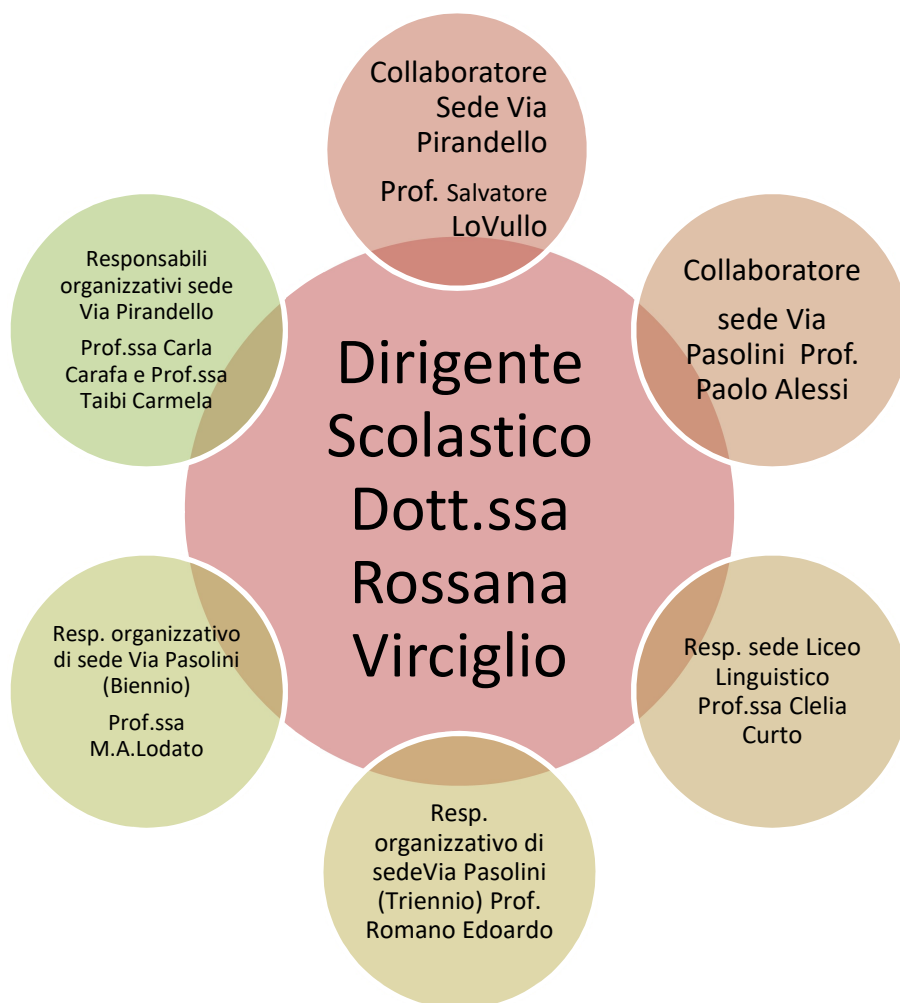 Collaboratore
Sede Via
Pirandello
Prof. Salvatore
LoVullo
Collaboratore
sede Via
Pasolini Prof.
Paolo Alessi
Resp. sede Liceo
Linguistico
Prof.ssa Clelia
Curto
Resp.
organizzativo di
sedeVia Pasolini
(Triennio) Prof.
Romano Edoardo
Resp. organizzativo
di sede Via Pasolini
(Biennio)
Prof.ssa
M.A.Lodato
Responsabili
organizzativi sede
Via Pirandello
Prof.ssa Carla
Carafa e Prof.ssa
Taibi Carmela
Dirigente
Scolastico
Dott.ssa
Rossana
Virciglio